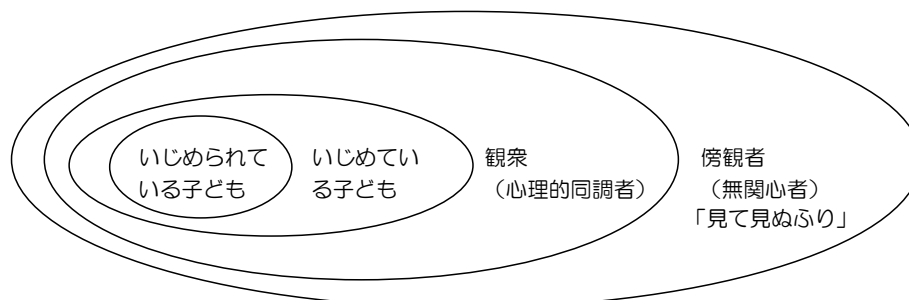 いじめられて
いる子ども
いじめてい
る子ども
観衆
（心理的同調者）
傍観者
（無関心者）
「見て見ぬふり」